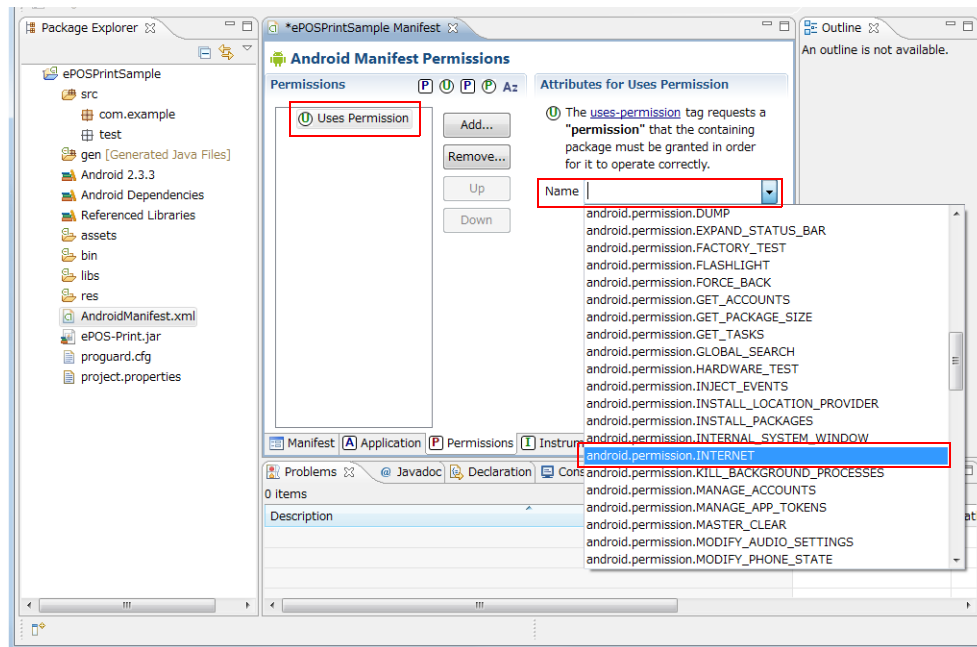 Package Explorer
ePOSPrintSample
src
com.example
test
gen [Generated Java Files]
Android 2.3.3
Android Dependencies
Referenced Libraries
assets
bin
libs
res
AndroidManifest.xml
ePOS-Print.jar
proguard.cfg
project.properties
*ePOSPrintSample Manifest
Android Manifest Permissions
Permissions
P U P P Az
U Uses Permission
Add...
Remove...
Up
Down
Attributes for Uses Permission
U The uses-permission tag requests a
"permission" that the containing
package must be granted in order
for it to operate correctly.
Name
android.permission.DUMP
android.permission.EXPAND_STATUS_BAR
android.permission.FACTORY_TEST
android.permission.FLASHLIGHT
android.permission.FORCE_BACK
android.permission.GET_ACCOUNTS
android.permission.GET_PACKAGE_SIZE
android.permission.GET_TASKS
android.permission.GLOBAL_SEARCH
android.permission.HARDWARE_TEST
android.permission.INJECT_EVENTS
android.permission.INSTALL_LOCATION_PROVIDER
android.permission.INSTALL_PACKAGES
android.permission.INTERNAL_SYSTEM_WINDOW
android.permission.INTERNET
android.permission.KILL_BACKGROUND_PROCESSES
android.permission.MANAGE_ACCOUNTS
android.permission.MANAGE_APP_TOKENS
android.permission.MASTER_CLEAR
android.permission.MODIFY_AUDIO_SETTINGS
android.permission.MODIFY_PHONE_STATE
Manifest A Application P Permissions I Instrum
Outline
An outline is not available.
Problems @ Javadoc Declaration Cons
0 items
Description
ati